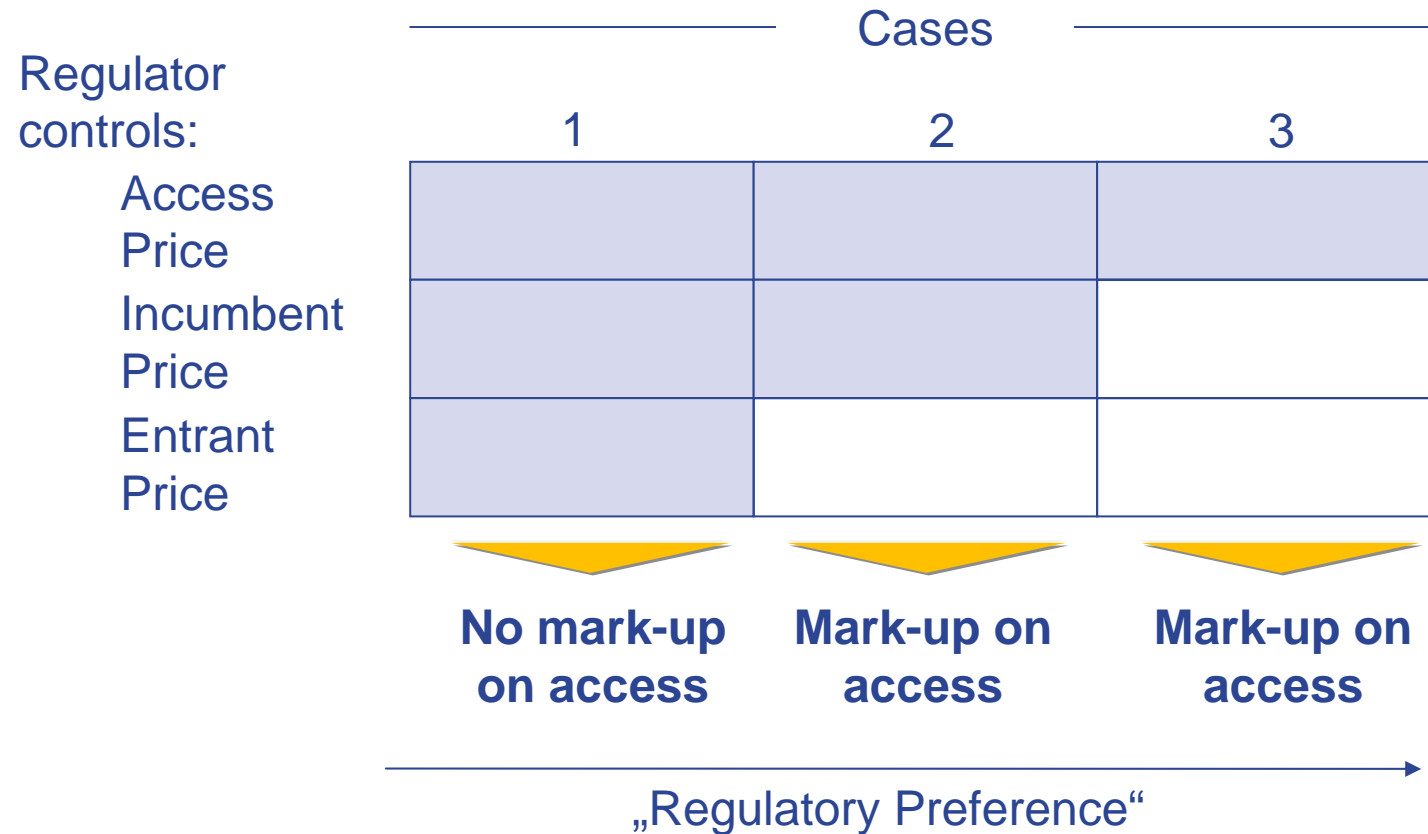 Cases
Regulator
controls:
1 2 3
Access
Price
Incumbent
Price
Entrant
Price
No mark-up
on access
Mark-up on
access
Mark-up on
access
„Regulatory Preference“